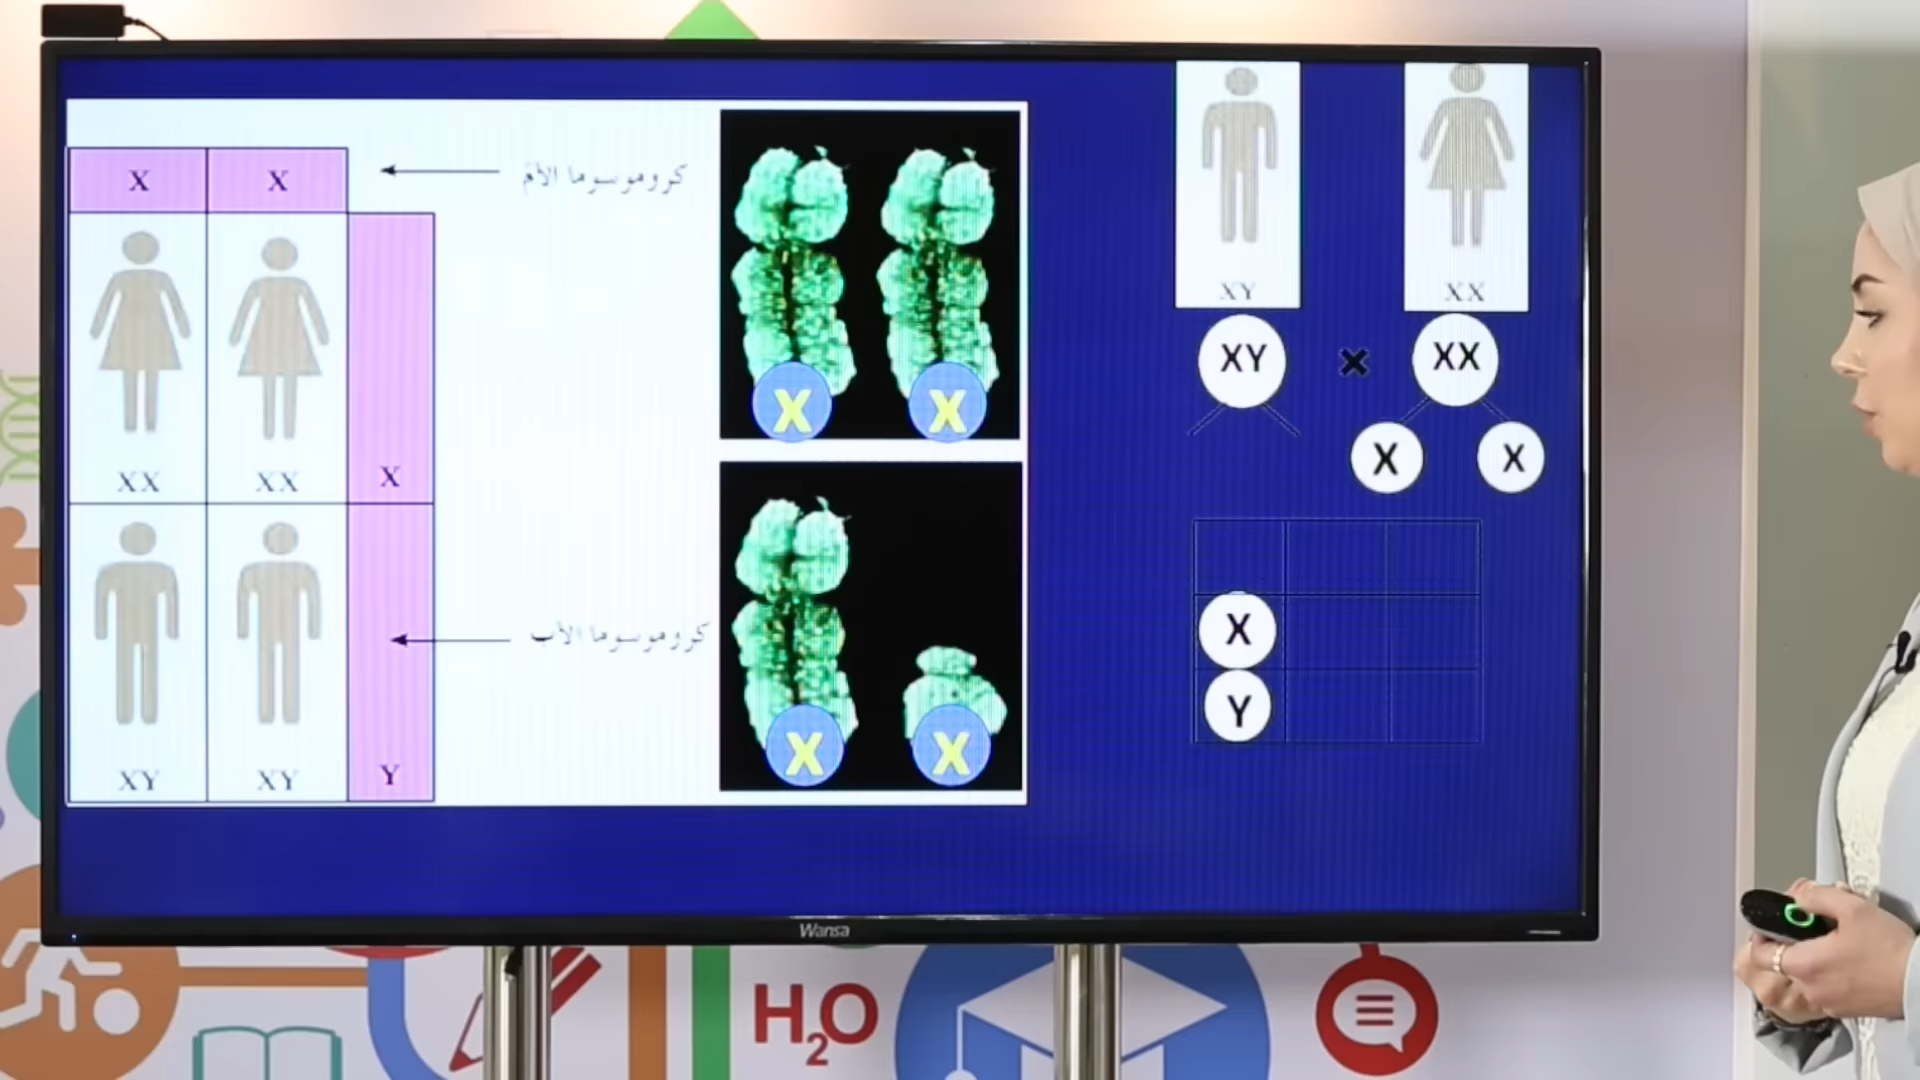 X X
كروموسوما الأم
XX XX X
كروموسوما الأب
XY XY Y
X X
X X
XY XX
XY × XX
X X
X
Y
Wansa
H2O